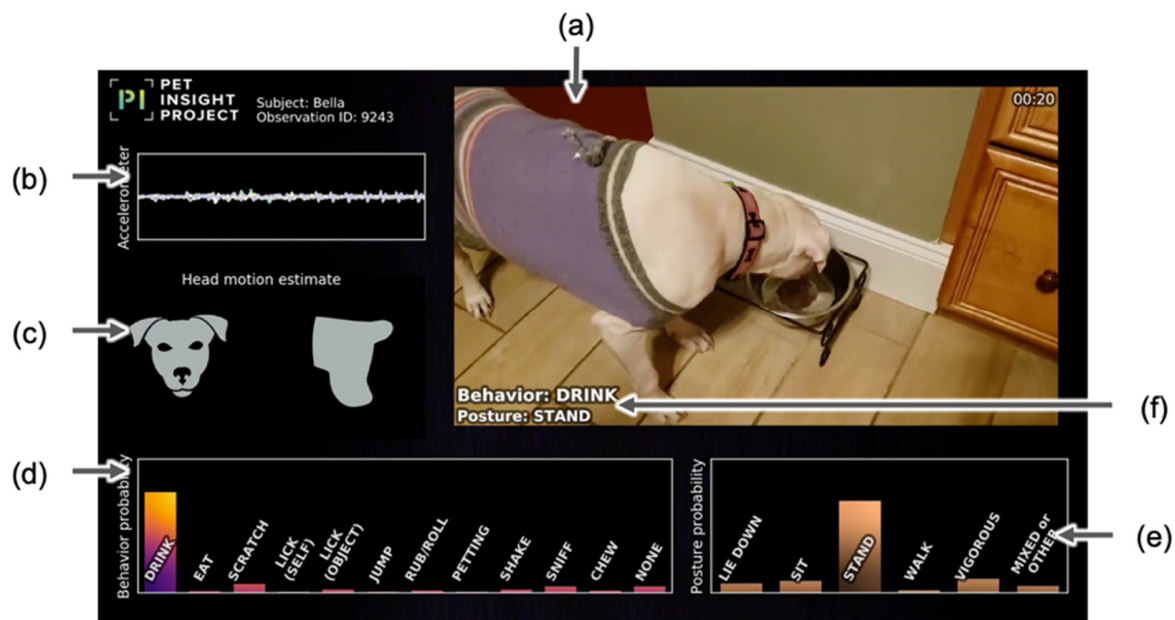 (a)
PI
PET
INSIGHT
PROJECT
Subject: Bella
Observation ID: 9243
00:20
(b)
Accelerometer
Head motion estimate
(c)
Behavior: DRINK
Posture: STAND
(f)
(d)
Behavior probability
DRINK
EAT
SCRATCH
LICK
(SELF)
LICK
(OBJECT)
JUMP
RUB/ROLL
PETTING
SHAKE
SNIFF
CHEW
NONE
Posture probability
LIE DOWN
SIT
STAND
WALK
VIGOROUS
MIXED or
OTHER
(e)